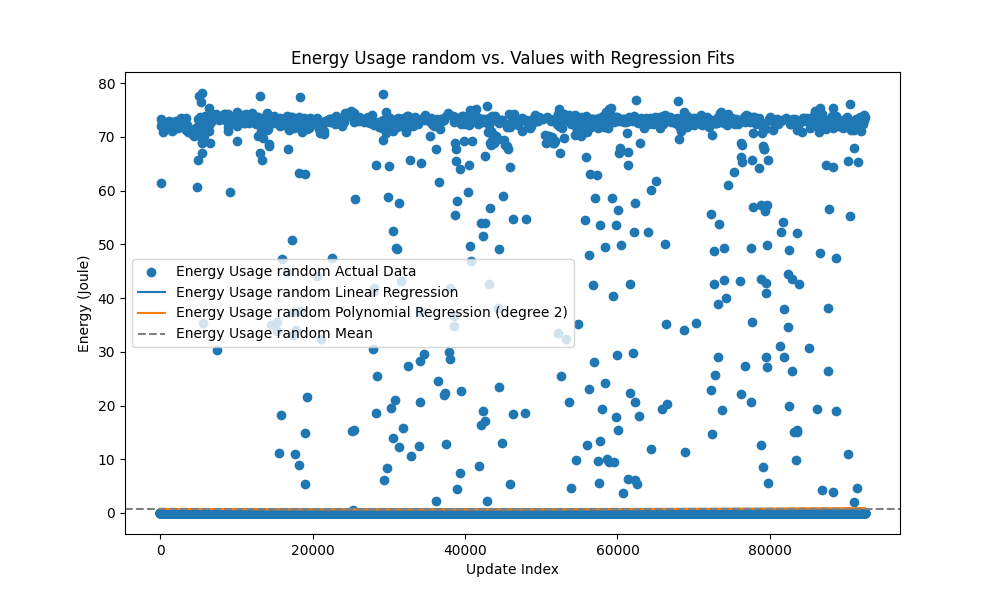 Energy Usage random vs. Values with Regression Fits
80
70
60
50
40
30
20
10
0
Energy (Joule)
Energy Usage random Actual Data
Energy Usage random Linear Regression
Energy Usage random Polynomial Regression (degree 2)
Energy Usage random Mean
0 20000 40000 60000 80000
Update Index